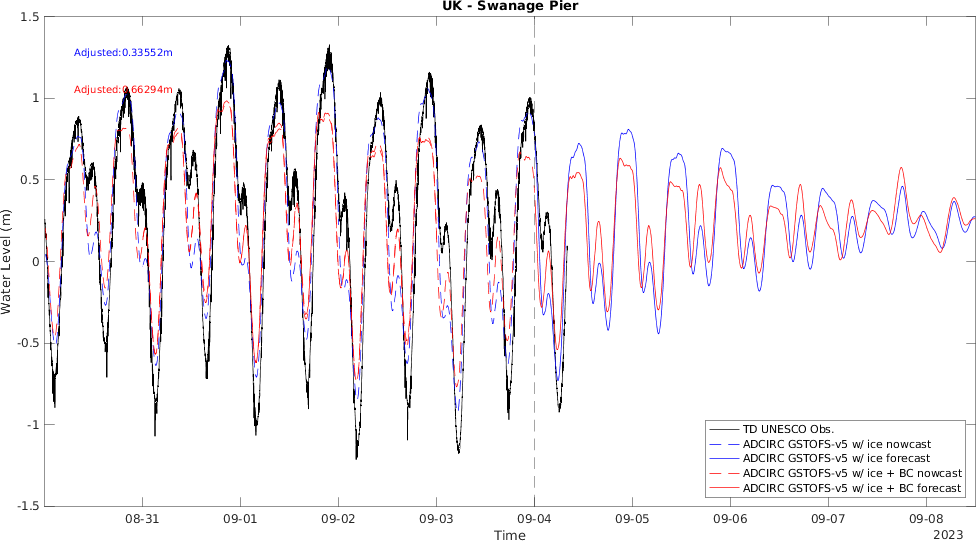 UK - Swanage Pier
Water Level (m)
1.5
1
0.5
0
-0.5
-1
-1.5
Adjusted:0.33552m
Adjusted:0.66294m
TD UNESCO Obs.
ADCIRC GSTOFS-v5 w/ ice nowcast
ADCIRC GSTOFS-v5 w/ ice forecast
ADCIRC GSTOFS-v5 w/ ice + BC nowcast
ADCIRC GSTOFS-v5 w/ ice + BC forecast
08-31 09-01 09-02 09-03 09-04 09-05 09-06 09-07 09-08
Time
2023